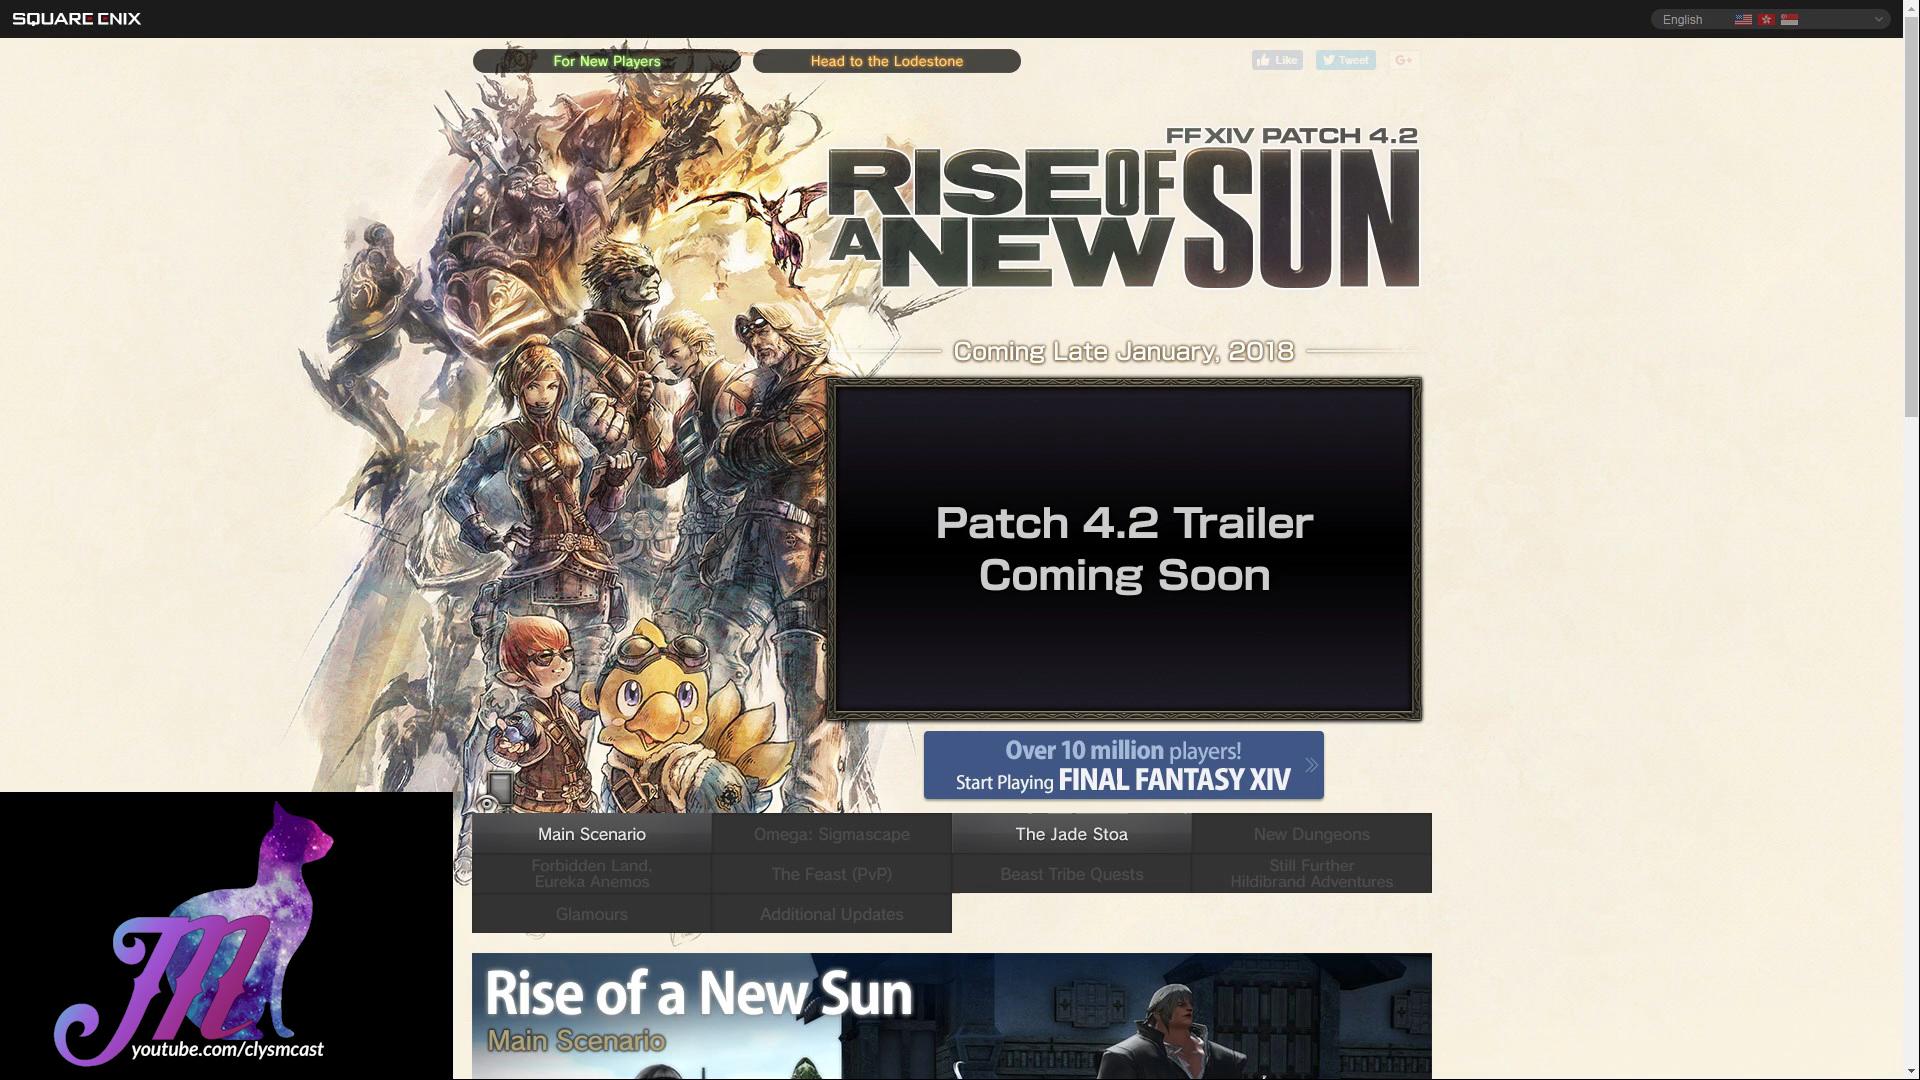 SQUARE ENIX
English
For New Players
Head to the Lodestone
Like
Tweet
G+
FFXIV PATCH 4.2
RISE OF
A NEW SUN
Coming Late January, 2018
Patch 4.2 Trailer
Coming Soon
Over 10 million players!
Start Playing FINAL FANTASY XIV
Main Scenario
Omega: Sigmascape
The Jade Stoa
New Dungeons
Forbidden Land,
Eureka Anemos
The Feast (PvP)
Beast Tribe Quests
Still Further
Hildibrand Adventures
Glamours
Additional Updates
Rise of a New Sun
Main Scenario
JM
youtube.com/clysmcast